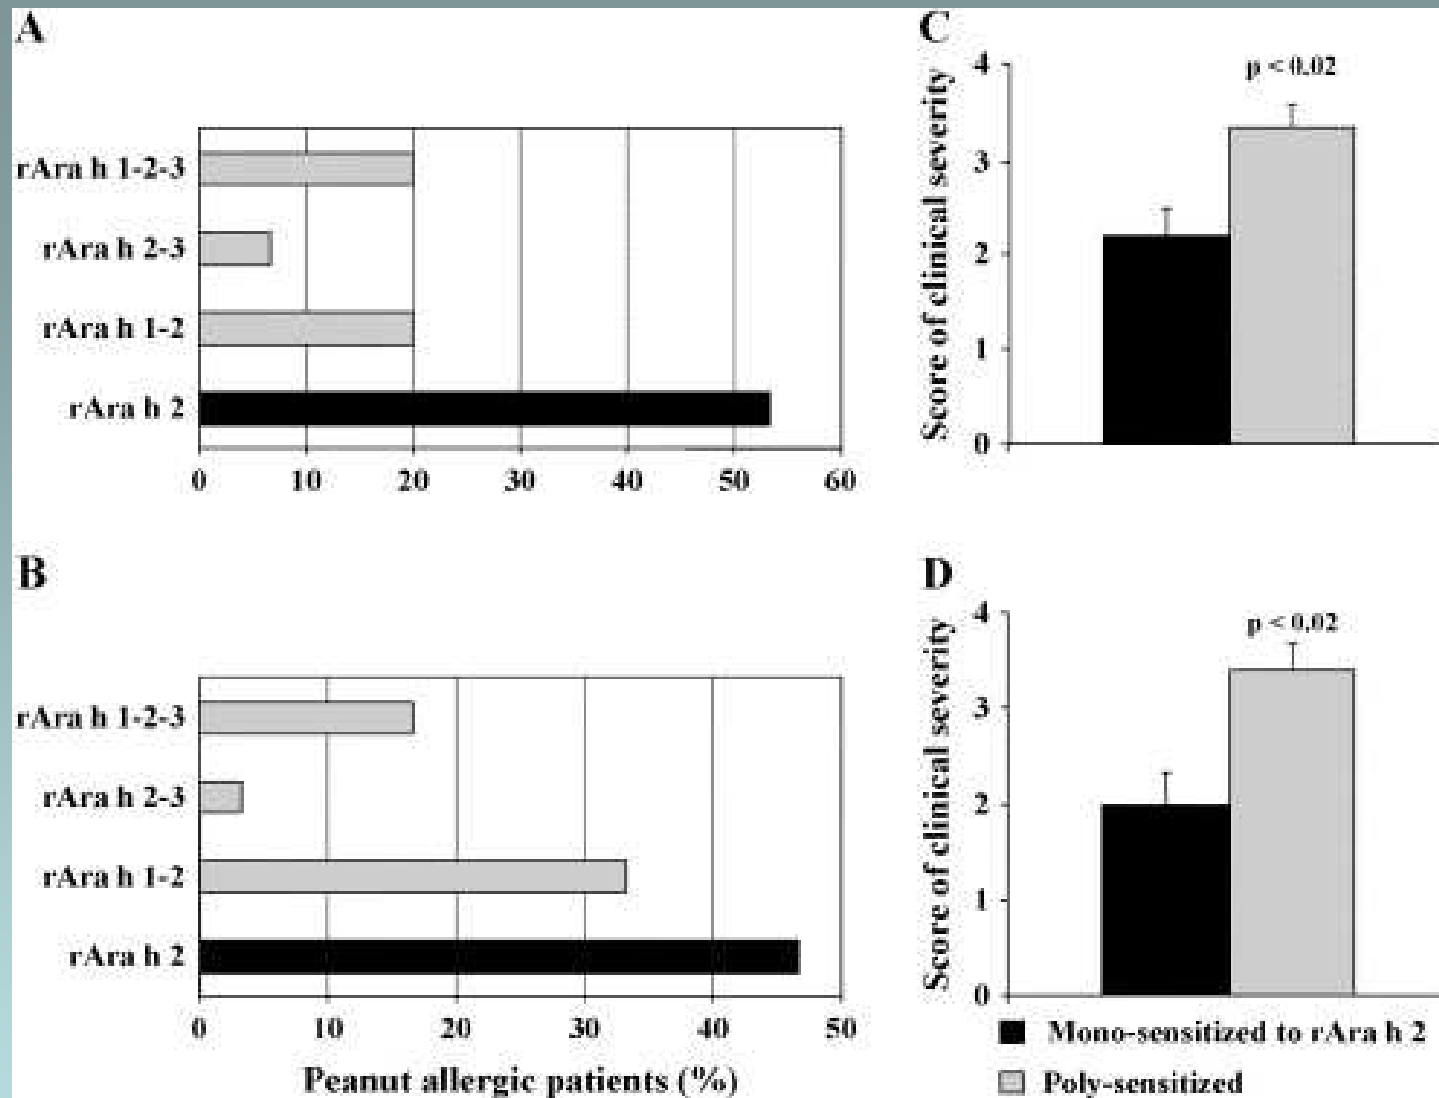 A
rAra h 1-2-3
rAra h 2-3
rAra h 1-2
rAra h 2
0 10 20 30 40 50 60
C
Score of clinical severity
4
3
2
1
0
p < 0.02
B
rAra h 1-2-3
rAra h 2-3
rAra h 1-2
rAra h 2
0 10 20 30 40 50
Peanut allergic patients (%)
D
Score of clinical severity
4
3
2
1
0
p < 0.02
Mono-sensitized to rAra h 2
Poly-sensitized